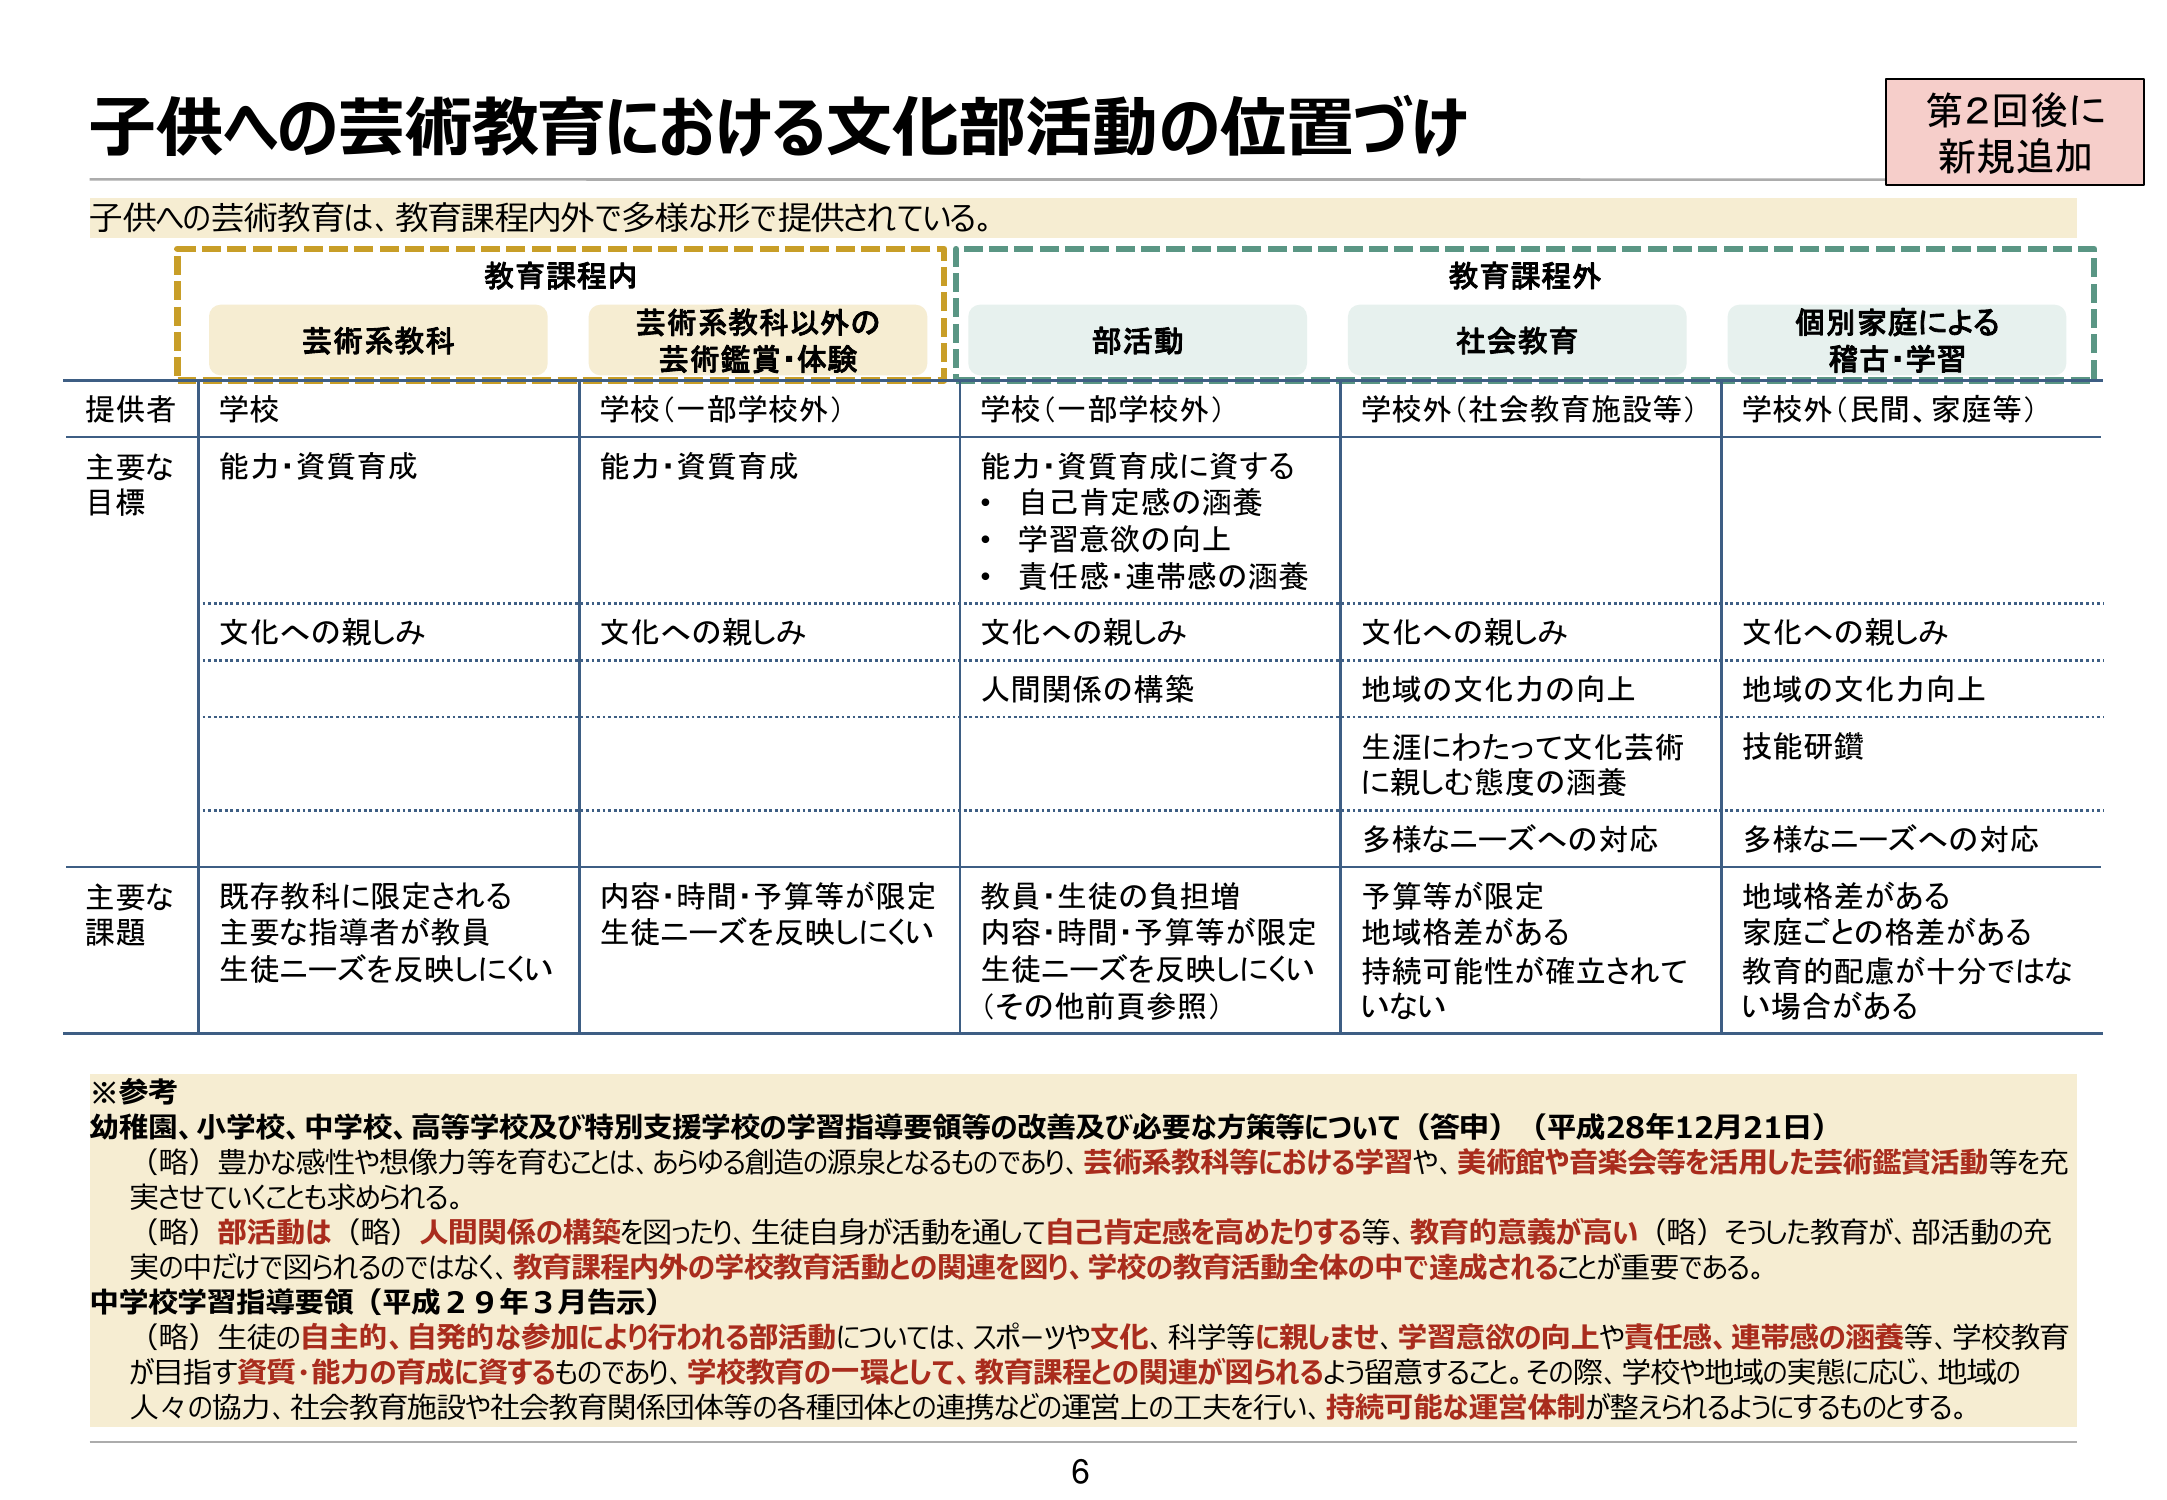 子供への芸術教育における文化部活動の位置づけ
第2回後に
新規追加
子供への芸術教育は、教育課程内外で多様な形で提供されている。
教育課程内
教育課程外
芸術系教科
芸術系教科以外の
芸術鑑賞・体験
部活動
社会教育
個別家庭による
稽古・学習
提供者
学校
学校（一部学校外）
学校（一部学校外）
学校外（社会教育施設等）
学校外（民間、家庭等）
主要な
目標
能力・資質育成
能力・資質育成
能力・資質育成に資する
• 自己肯定感の涵養
• 学習意欲の向上
• 責任感・連帯感の涵養
文化への親しみ
文化への親しみ
文化への親しみ
文化への親しみ
文化への親しみ
人間関係の構築
地域の文化力の向上
地域の文化力向上
生涯にわたって文化芸術
に親しむ態度の涵養
技能研鑽
多様なニーズへの対応
多様なニーズへの対応
主要な
課題
既存教科に限定される
主要な指導者が教員
生徒ニーズを反映しにくい
内容・時間・予算等が限定
生徒ニーズを反映しにくい
教員・生徒の負担増
内容・時間・予算等が限定
生徒ニーズを反映しにくい
（その他前頁参照）
予算等が限定
地域格差がある
持続可能性が確立されて
いない
地域格差がある
家庭ごとの格差がある
教育的配慮が十分ではな
い場合がある
※参考
幼稚園、小学校、中学校、高等学校及び特別支援学校の学習指導要領等の改善及び必要な方策等について（答申）（平成28年12月21日）
（略）豊かな感性や想像力等を育むことは、あらゆる創造の源泉となるものであり、芸術系教科等における学習や、美術館や音楽会等を活用した芸術鑑賞活動等を充
実させていくことも求められる。
（略）部活動は（略）人間関係の構築を図ったり、生徒自身が活動を通して自己肯定感を高めたりする等、教育的意義が高い（略）そうした教育が、部活動の充
実の中だけで図られるのではなく、教育課程内外の学校教育活動との関連を図り、学校の教育活動全体の中で達成されることが重要である。
中学校学習指導要領（平成２９年３月告示）
（略）生徒の自主的、自発的な参加により行われる部活動については、スポーツや文化、科学等に親しませ、学習意欲の向上や責任感、連帯感の涵養等、学校教育
が目指す資質・能力の育成に資するものであり、学校教育の一環として、教育課程との関連が図られるよう留意すること。その際、学校や地域の実態に応じ、地域の
人々の協力、社会教育施設や社会教育関係団体等の各種団体との連携などの運営上の工夫を行い、持続可能な運営体制が整えられるようにするものとする。
6